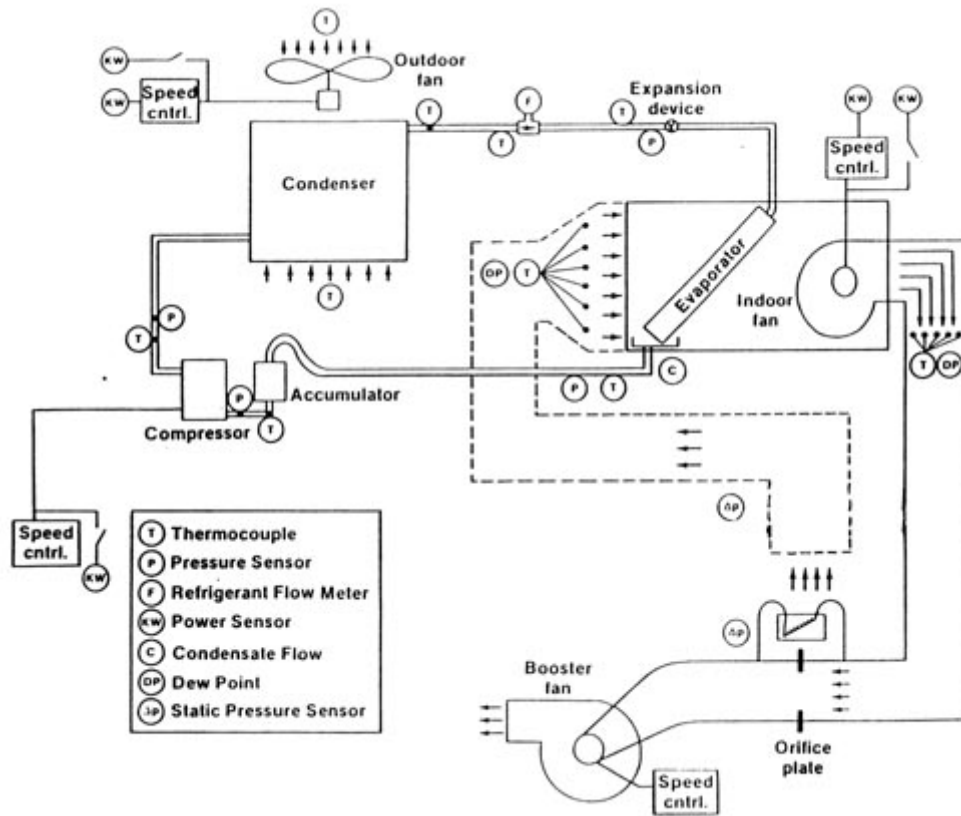 T
KW
Outdoor
fan
KW
Speed
cntrl.
F
T
T
T
P
Expansion
device
KW
KW
Speed
cntrl.
Condenser
T
DP
T
Evaporator
Indoor
fan
T
DP
P
T
P
T
C
Accumulator
P
T
Compressor
Speed
cntrl.
KW
T Thermocouple
P Pressure Sensor
F Refrigerant Flow Meter
KW Power Sensor
C Condensate Flow
DP Dew Point
Δp Static Pressure Sensor
Δp
Δp
Booster
fan
Orifice
plate
Speed
cntrl.